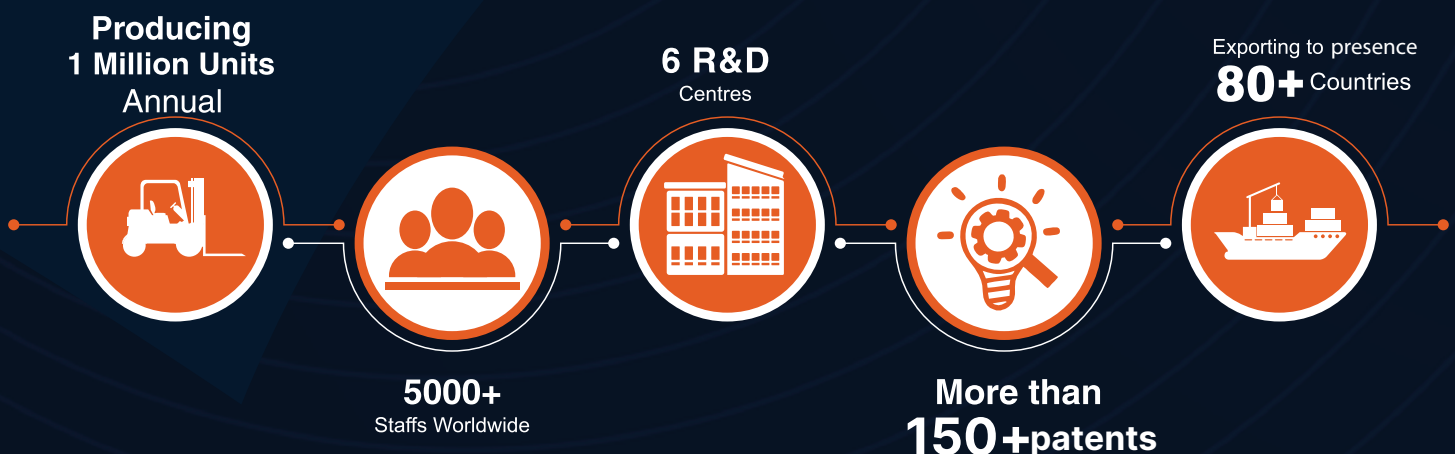 Producing
1 Million Units
Annual
5000+
Staffs Worldwide
6 R&D
Centres
More than
150+patents
Exporting to presence
80+ Countries